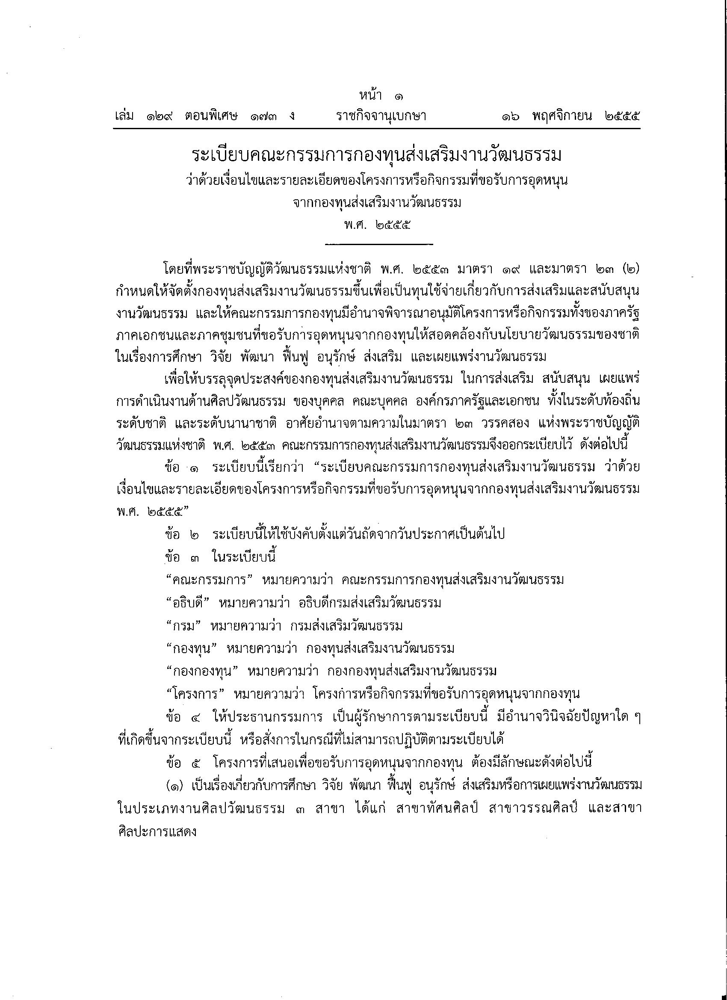 หน้า ๑
เล่ม ๑๒๙ ตอนพิเศษ ๑๗๓ ง ราชกิจจานุเบกษา ๑๖ พฤศจิกายน ๒๕๕๕
ระเบียบคณะกรรมการกองทุนส่งเสริมงานวัฒนธรรม
ว่าด้วยเงื่อนไขและรายละเอียดของโครงการหรือกิจกรรมที่ขอรับการอุดหนุน
จากกองทุนส่งเสริมงานวัฒนธรรม
พ.ศ. ๒๕๕๕
โดยที่พระราชบัญญัติวัฒนธรรมแห่งชาติ พ.ศ. ๒๕๕๓ มาตรา ๑๙ และมาตรา ๒๓ (๒)
กำหนดให้จัดตั้งกองทุนส่งเสริมงานวัฒนธรรมขึ้นเพื่อเป็นทุนใช้จ่ายเกี่ยวกับการส่งเสริมและสนับสนุน
งานวัฒนธรรม และให้คณะกรรมการกองทุนมีอำนาจพิจารณาอนุมัติโครงการหรือกิจกรรมทั้งของภาครัฐ
ภาคเอกชนและภาคชุมชนที่ขอรับการอุดหนุนจากกองทุนให้สอดคล้องกับนโยบายวัฒนธรรมของชาติ
ในเรื่องการศึกษา วิจัย พัฒนา ฟื้นฟู อนุรักษ์ ส่งเสริม และเผยแพร่งานวัฒนธรรม
เพื่อให้บรรลุจุดประสงค์ของกองทุนส่งเสริมงานวัฒนธรรม ในการส่งเสริม สนับสนุน เผยแพร่
การดำเนินงานด้านศิลปวัฒนธรรม ของบุคคล คณะบุคคล องค์กรภาครัฐและเอกชน ทั้งในระดับท้องถิ่น
ระดับชาติ และระดับนานาชาติ อาศัยอำนาจตามความในมาตรา ๒๓ วรรคสอง แห่งพระราชบัญญัติ
วัฒนธรรมแห่งชาติ พ.ศ. ๒๕๕๓ คณะกรรมการกองทุนส่งเสริมงานวัฒนธรรมจึงออกระเบียบไว้ ดังต่อไปนี้
ข้อ ๑ ระเบียบนี้เรียกว่า “ระเบียบคณะกรรมการกองทุนส่งเสริมงานวัฒนธรรม ว่าด้วย
เงื่อนไขและรายละเอียดของโครงการหรือกิจกรรมที่ขอรับการอุดหนุนจากกองทุนส่งเสริมงานวัฒนธรรม
พ.ศ. ๒๕๕๕”
ข้อ ๒ ระเบียบนี้ให้ใช้บังคับตั้งแต่วันถัดจากวันประกาศเป็นต้นไป
ข้อ ๓ ในระเบียบนี้
“คณะกรรมการ” หมายความว่า คณะกรรมการกองทุนส่งเสริมงานวัฒนธรรม
“อธิบดี” หมายความว่า อธิบดีกรมส่งเสริมวัฒนธรรม
“กรม” หมายความว่า กรมส่งเสริมวัฒนธรรม
“กองทุน” หมายความว่า กองทุนส่งเสริมงานวัฒนธรรม
“กองกองทุน” หมายความว่า กองกองทุนส่งเสริมงานวัฒนธรรม
“โครงการ” หมายความว่า โครงการหรือกิจกรรมที่ขอรับการอุดหนุนจากกองทุน
ข้อ ๔ ให้ประธานกรรมการ เป็นผู้รักษาการตามระเบียบนี้ มีอำนาจวินิจฉัยปัญหาใด ๆ
ที่เกิดขึ้นจากระเบียบนี้ หรือสั่งการในกรณีที่ไม่สามารถปฏิบัติตามระเบียบได้
ข้อ ๕ โครงการที่เสนอเพื่อขอรับการอุดหนุนจากกองทุน ต้องมีลักษณะดังต่อไปนี้
(๑) เป็นเรื่องเกี่ยวกับการศึกษา วิจัย พัฒนา ฟื้นฟู อนุรักษ์ ส่งเสริมหรือการเผยแพร่งานวัฒนธรรม
ในประเภทงานศิลปวัฒนธรรม ๓ สาขา ได้แก่ สาขาทัศนศิลป์ สาขาวรรณศิลป์ และสาขา
ศิลปะการแสดง